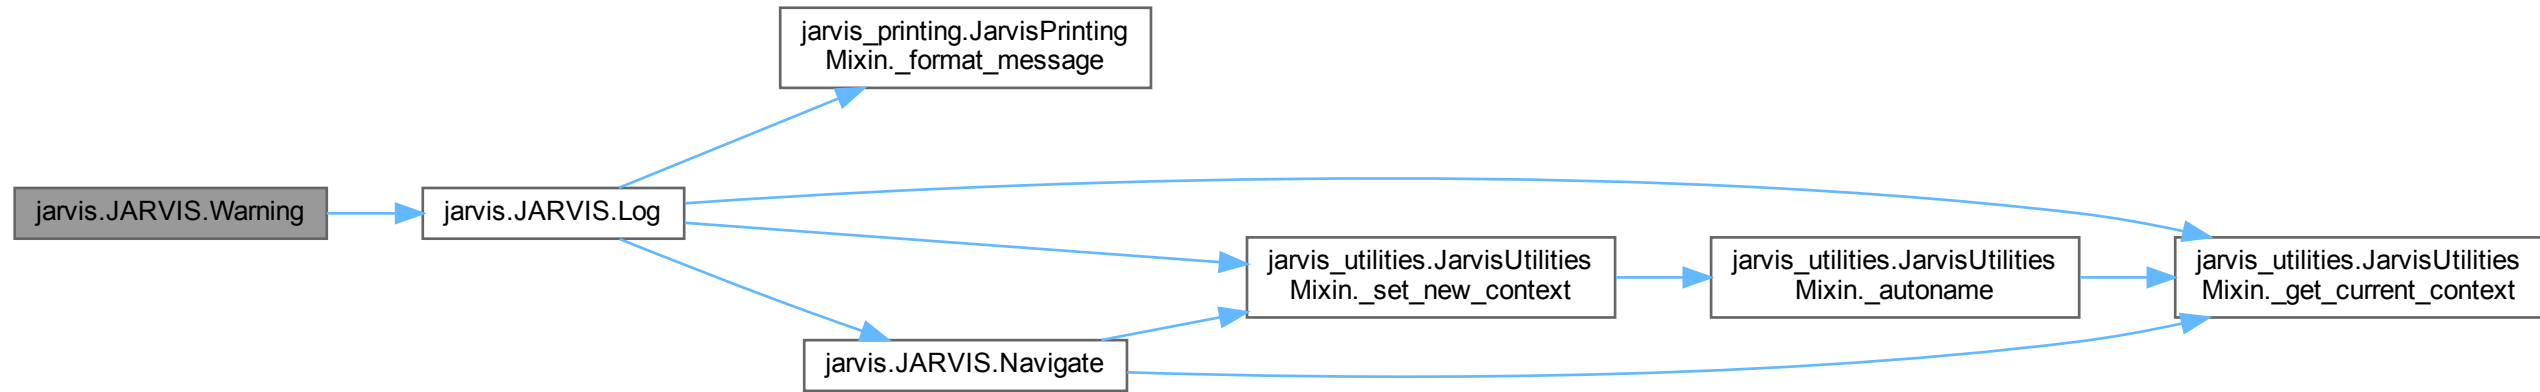 jarvis_printing.JarvisPrinting
Mixin._format_message
jarvis.JARVIS.Warning
jarvis.JARVIS.Log
jarvis_utilities.JarvisUtilities
Mixin._set_new_context
jarvis_utilities.JarvisUtilities
Mixin._autoname
jarvis_utilities.JarvisUtilities
Mixin._get_current_context
jarvis.JARVIS.Navigate